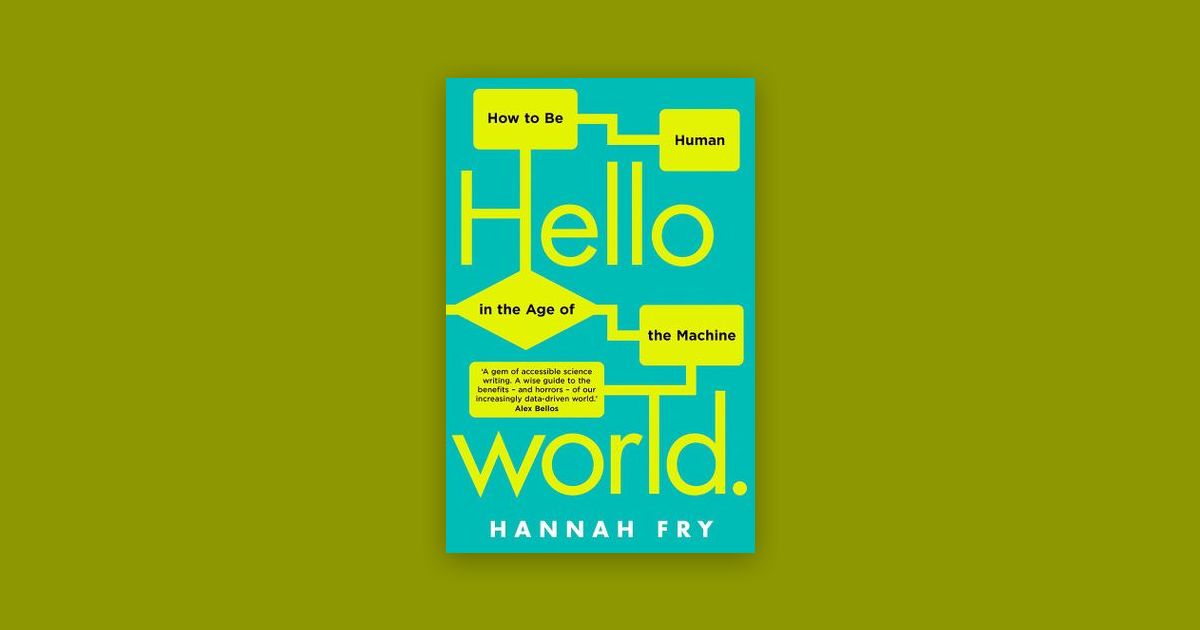 How to Be
Human
Hello
in the Age of
the Machine
‘A gem of accessible science
writing. A wise guide to the
benefits – and horrors – of our
increasingly data-driven world.’
Alex Bellos
world.
HANNAH FRY